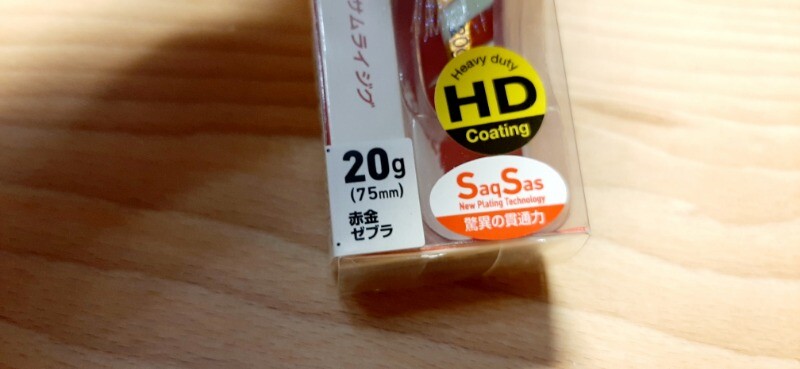 サムライジグ
Heavy duty
HD
Coating
20g
(75mm)
赤金
ゼブラ
SaqSas
New Plating Technology
驚異の貫通力